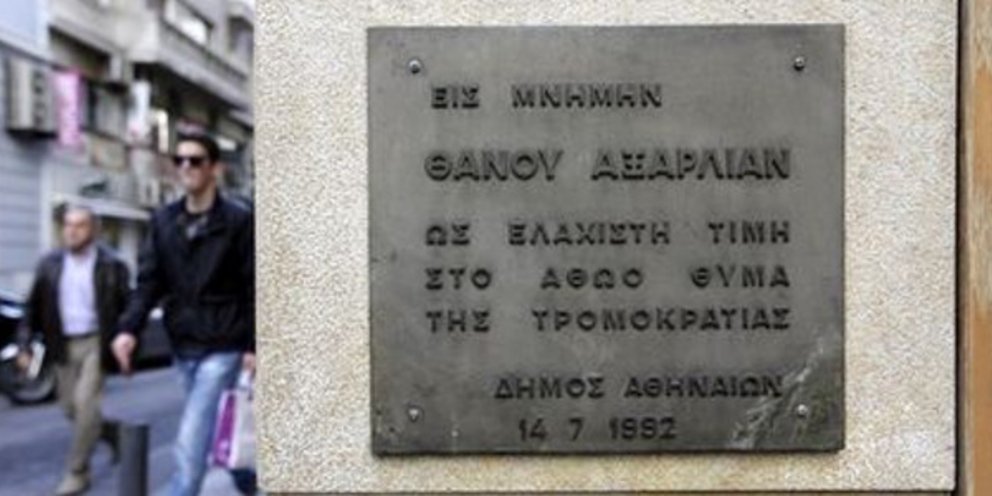 ΕΙΣ ΜΝΗΜΗΝ
ΘΑΝΟΥ ΑΞΑΡΛΙΑΝ
ΩΣ ΕΛΑΧΙΣΤΗ ΤΙΜΗ
ΣΤΟ ΑΘΩΟ ΘΥΜΑ
ΤΗΣ ΤΡΟΜΟΚΡΑΤΙΑΣ
ΔΗΜΟΣ ΑΘΗΝΑΙΩΝ
14 7 1992